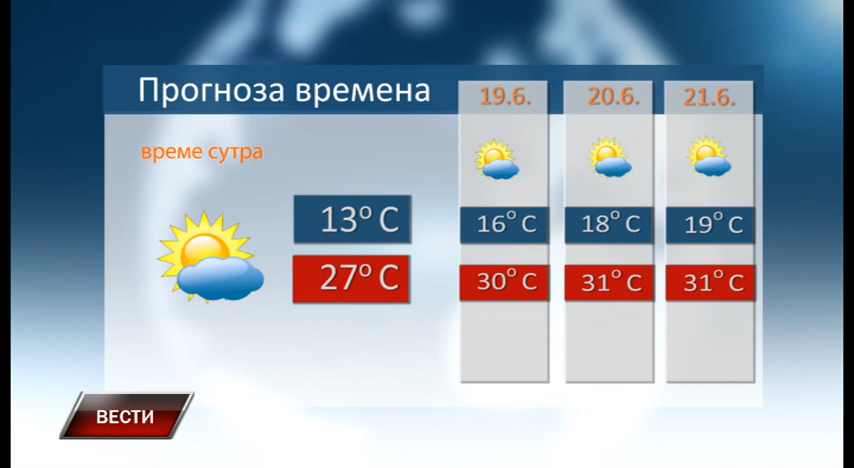 Прогноза времена
време сутра
13° C
27° C
19.6.
16° C
30° C
20.6.
18° C
31° C
21.6.
19° C
31° C
ВЕСТИ